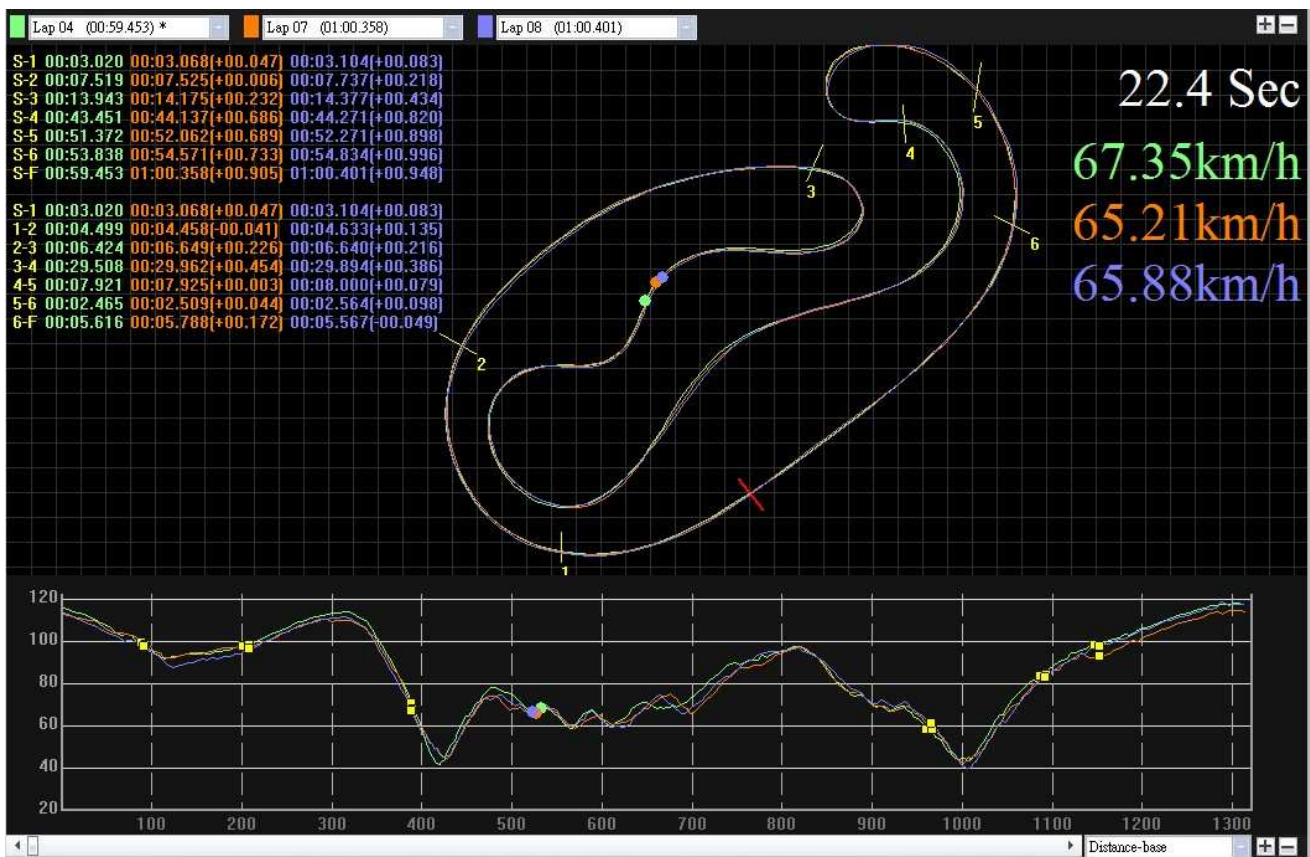 Lap 04 (00:59.453) * Lap 07 (01:00.358) Lap 08 (01:00.401)
S-1 00:03.020 00:03.068(+00.047) 00:03.104(+00.083)
S-2 00:07.519 00:07.525(+00.006) 00:07.737(+00.218)
S-3 00:13.943 00:14.175(+00.232) 00:14.377(+00.434)
S-4 00:43.451 00:44.137(+00.686) 00:44.271(+00.820)
S-5 00:51.372 00:52.062(+00.689) 00:52.271(+00.898)
S-6 00:53.838 00:54.571(+00.733) 00:54.834(+00.996)
S-F 00:59.453 01:00.358(+00.905) 01:00.401(+00.948)
S-1 00:03.020 00:03.068(+00.047) 00:03.104(+00.083)
1-2 00:04.499 00:04.458(-00.041) 00:04.633(+00.135)
2-3 00:06.424 00:06.649(+00.226) 00:06.640(+00.216)
3-4 00:29.508 00:29.962(+00.454) 00:29.894(+00.386)
4-5 00:07.921 00:07.925(+00.003) 00:08.000(+00.079)
5-6 00:02.465 00:02.509(+00.044) 00:02.564(+00.098)
6-F 00:05.616 00:05.788(+00.172) 00:05.567(-00.049)
22.4 Sec
67.35km/h
65.21km/h
65.88km/h
5
4
3
6
2
1
120
100
80
60
40
20
100 200 300 400 500 600 700 800 900 1000 1100 1200 1300
Distance-base